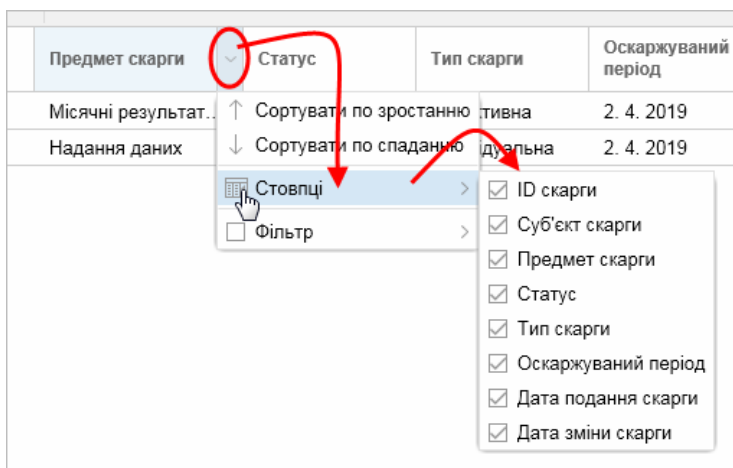 Предмет скарги Статус Тип скарги Оскаржуваний період
Місячні результат.. тивна 2. 4. 2019
Надання даних дуальна 2. 4. 2019
Сортувати по зростанню
Сортувати по спаданню
Стовпці
Фільтр
ID скарги
Суб'єкт скарги
Предмет скарги
Статус
Тип скарги
Оскаржуваний період
Дата подання скарги
Дата зміни скарги